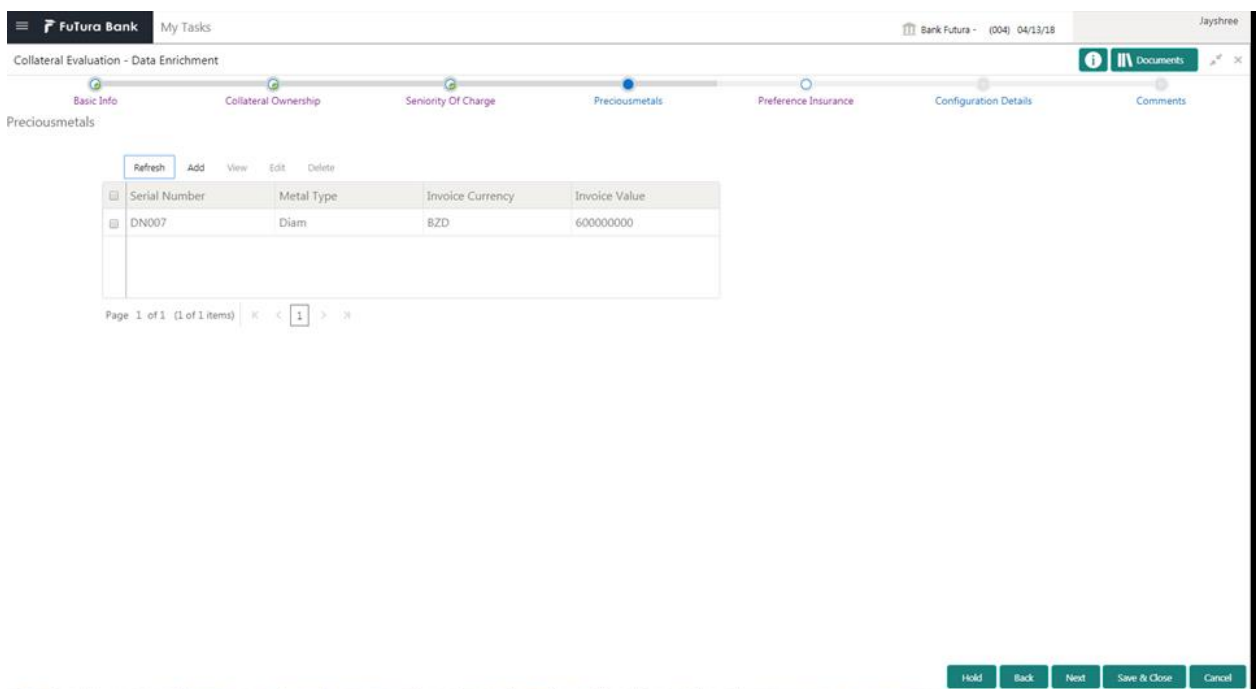 FuTura Bank My Tasks Bank Futura - (004) 04/13/18 Jayshree
Collateral Evaluation - Data Enrichment i Documents
Basic Info Collateral Ownership Seniority Of Charge Preciousmetals Preference Insurance Configuration Details Comments
Preciousmetals
Refresh Add View Edit Delete
Serial Number Metal Type Invoice Currency Invoice Value
DN007 Diam BZD 600000000
Page 1 of 1 (1 of 1 items) 1
Hold Back Next Save & Close Cancel